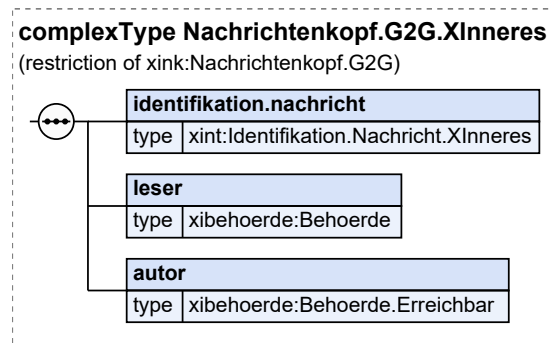 complexType Nachrichtenkopf.G2G.XInneres
(restriction of xink:Nachrichtenkopf.G2G)
identifikation.nachricht
type xint:Identifikation.Nachricht.XInneres
leser
type xibehoerde:Behoerde
autor
type xibehoerde:Behoerde.Erreichbar